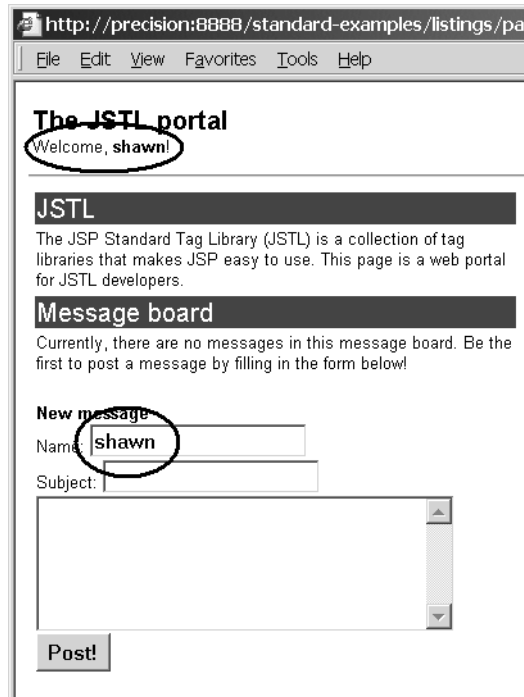 http://precision:8888/standard-examples/listings/pa
File Edit View Favorites Tools Help
The JSTL portal
Welcome, shawn!
JSTL
The JSP Standard Tag Library (JSTL) is a collection of tag
libraries that makes JSP easy to use. This page is a web portal
for JSTL developers.
Message board
Currently, there are no messages in this message board. Be the
first to post a message by filling in the form below!
New message
Name: shawn
Subject:
Post!